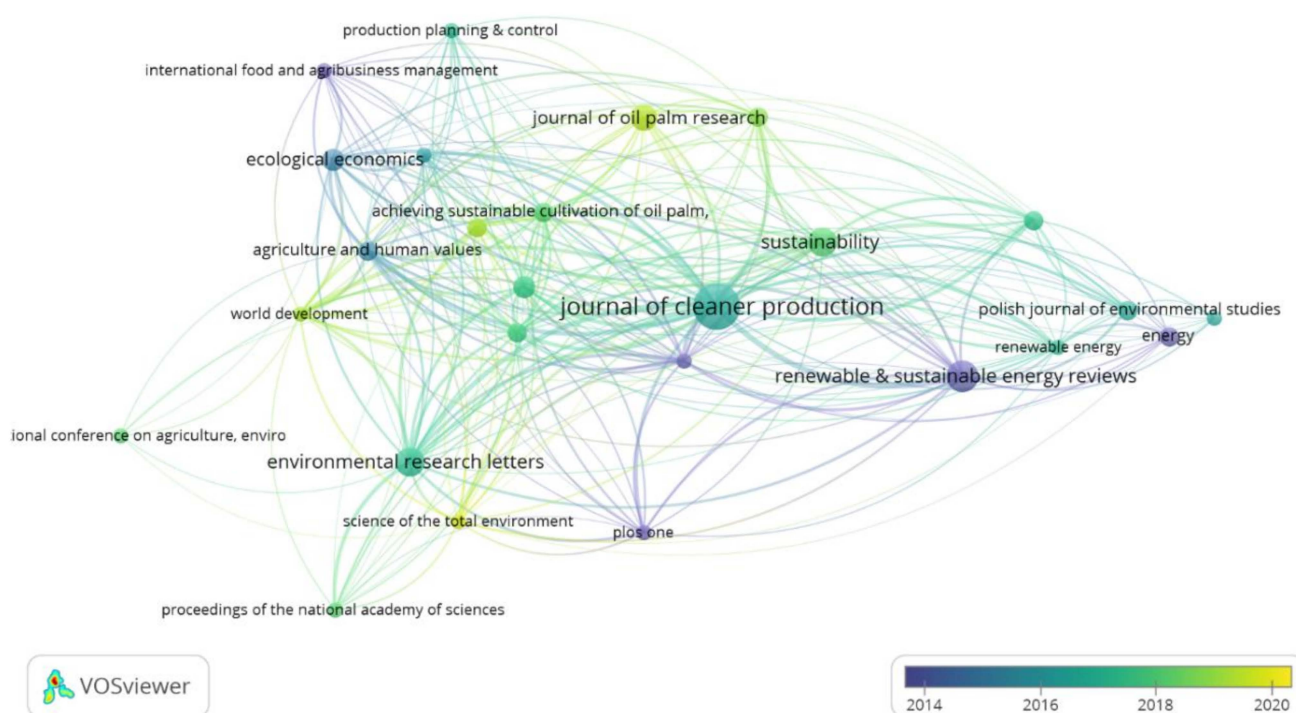 production planning & control
international food and agribusiness management
journal of oil palm research
ecological economics
achieving sustainable cultivation of oil palm,
sustainability
agriculture and human values
journal of cleaner production
world development
polish journal of environmental studies
energy
renewable energy
renewable & sustainable energy reviews
tional conference on agriculture, enviro
environmental research letters
science of the total environment
plos one
proceedings of the national academy of sciences
VOSviewer
2014 2016 2018 2020